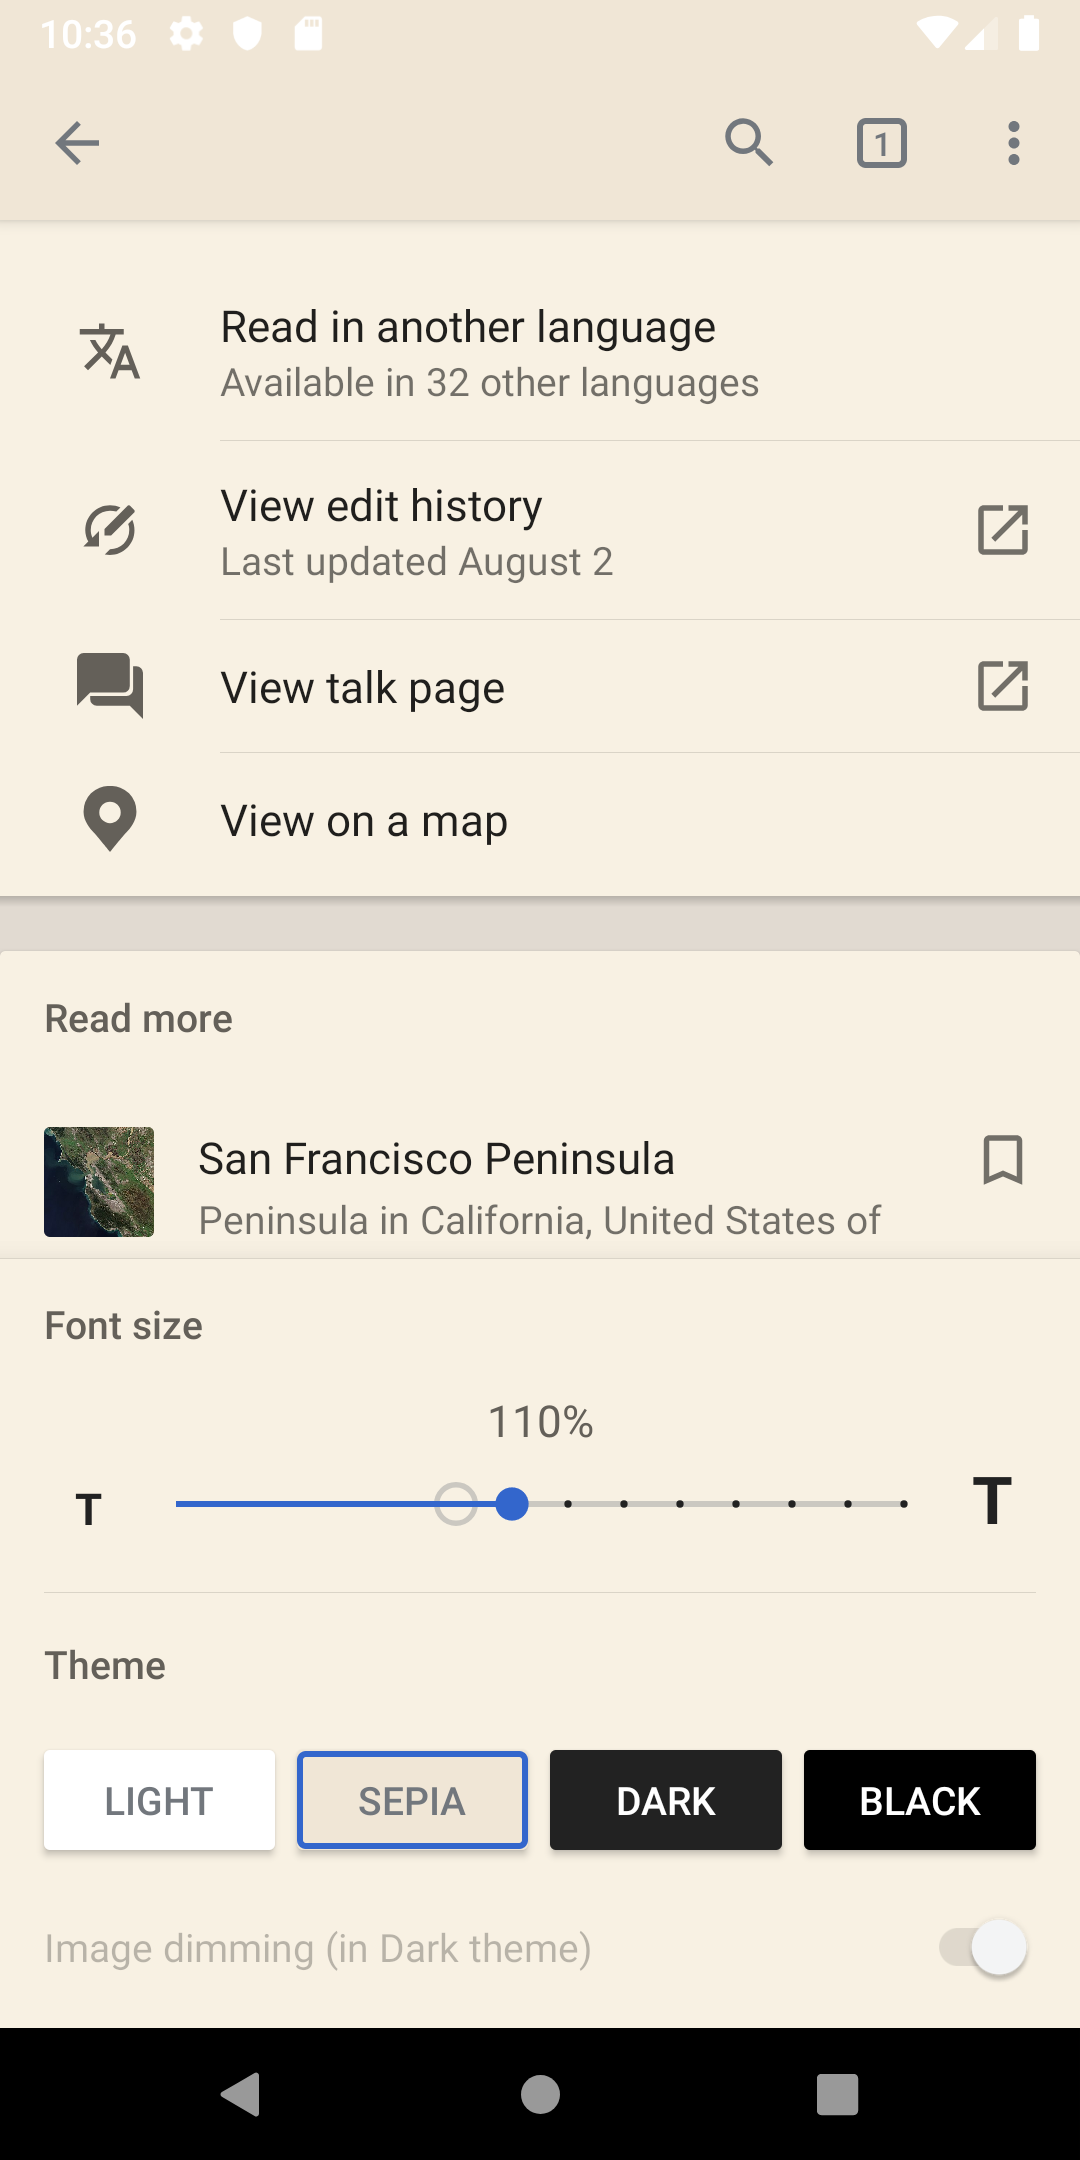 10:36
1
Read in another language
Available in 32 other languages
View edit history
Last updated August 2
View talk page
View on a map
Read more
San Francisco Peninsula
Peninsula in California, United States of
Font size
110%
T T
Theme
LIGHT SEPIA DARK BLACK
Image dimming (in Dark theme)